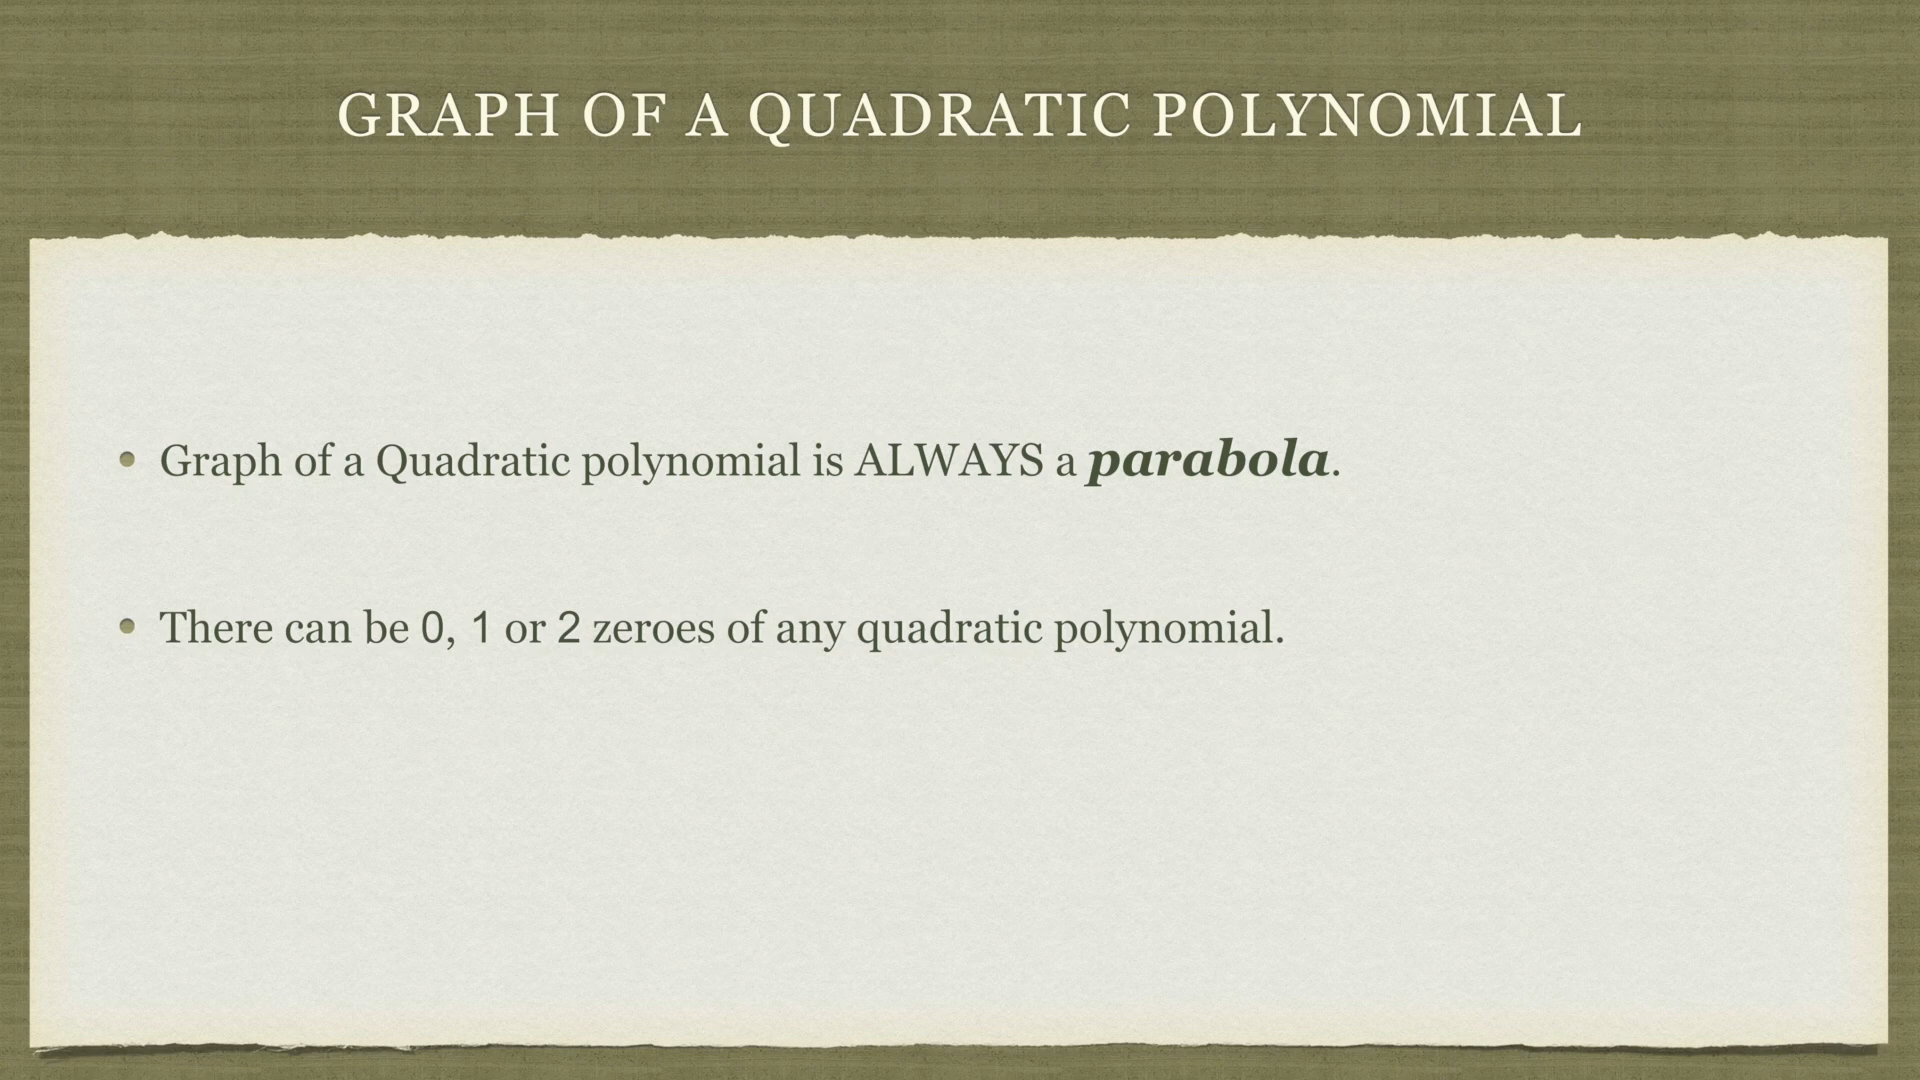 GRAPH OF A QUADRATIC POLYNOMIAL
• Graph of a Quadratic polynomial is ALWAYS a parabola.
• There can be 0, 1 or 2 zeroes of any quadratic polynomial.